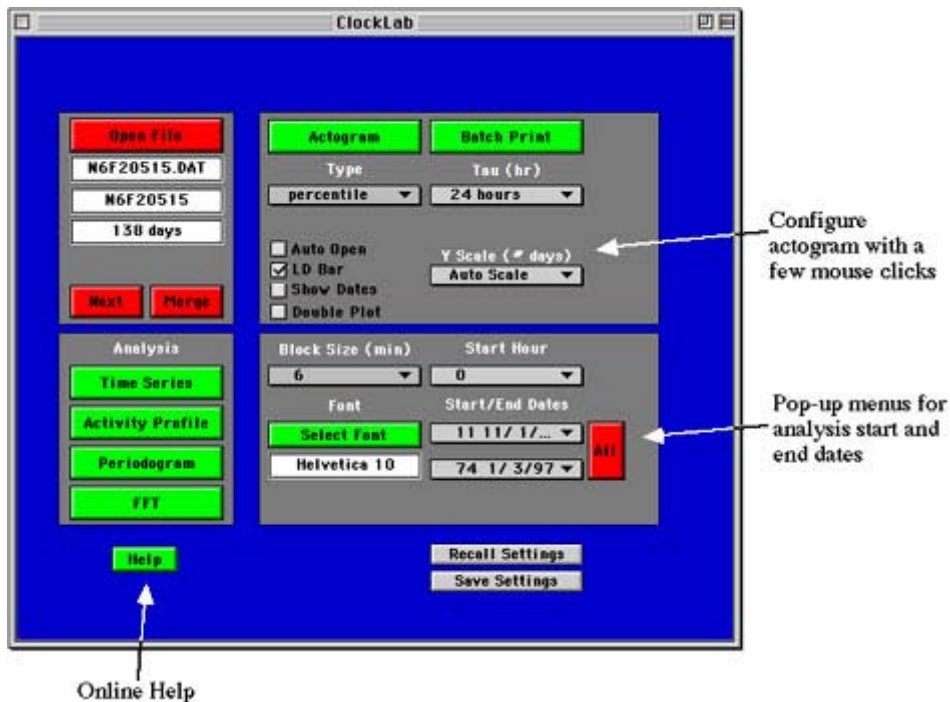 ClockLab
Open File
N6F20515.DAT
N6F20515
138 days
Next Merge
Actogram Batch Print
Type Tau (hr)
percentile 24 hours
Auto Open
LD Bar
Show Dates
Double Plot
Y Scale (# days)
Auto Scale
Configure
actogram with a
few mouse clicks
Analysis
Time Series
Activity Profile
Periodogram
FFT
Block Size (min) Start Hour
6 0
Font Start/End Dates
Select Font 11 11/ 1/...
Helvetica 10 74 1/ 3/97
All
Pop-up menus for
analysis start and
end dates
Help
Recall Settings
Save Settings
Online Help